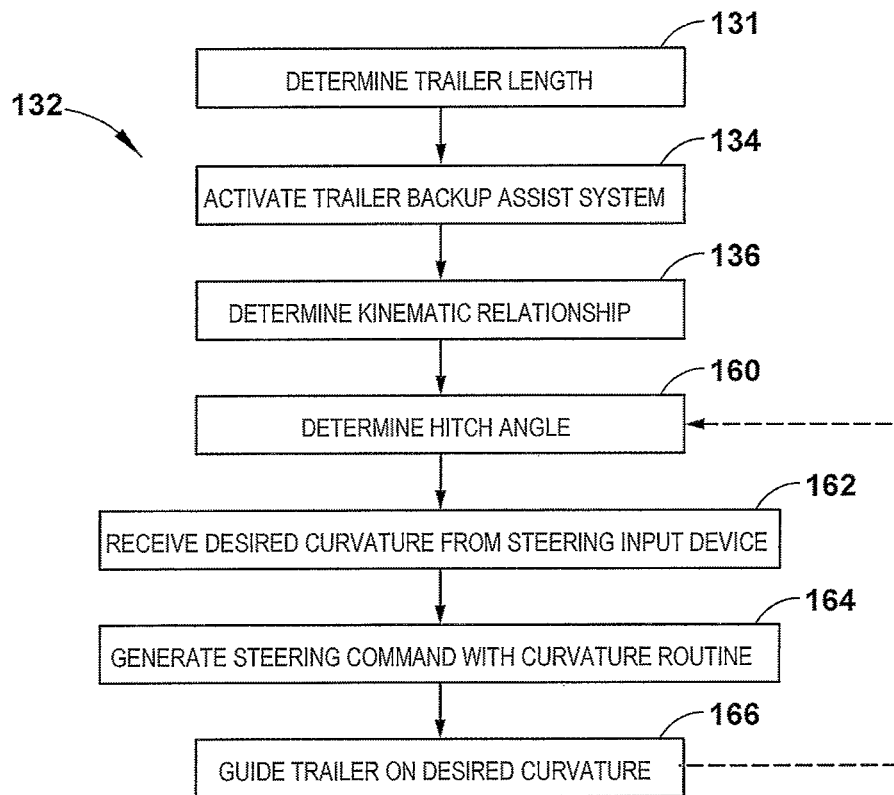 131
DETERMINE TRAILER LENGTH
132
134
ACTIVATE TRAILER BACKUP ASSIST SYSTEM
136
DETERMINE KINEMATIC RELATIONSHIP
160
DETERMINE HITCH ANGLE
162
RECEIVE DESIRED CURVATURE FROM STEERING INPUT DEVICE
164
GENERATE STEERING COMMAND WITH CURVATURE ROUTINE
166
GUIDE TRAILER ON DESIRED CURVATURE